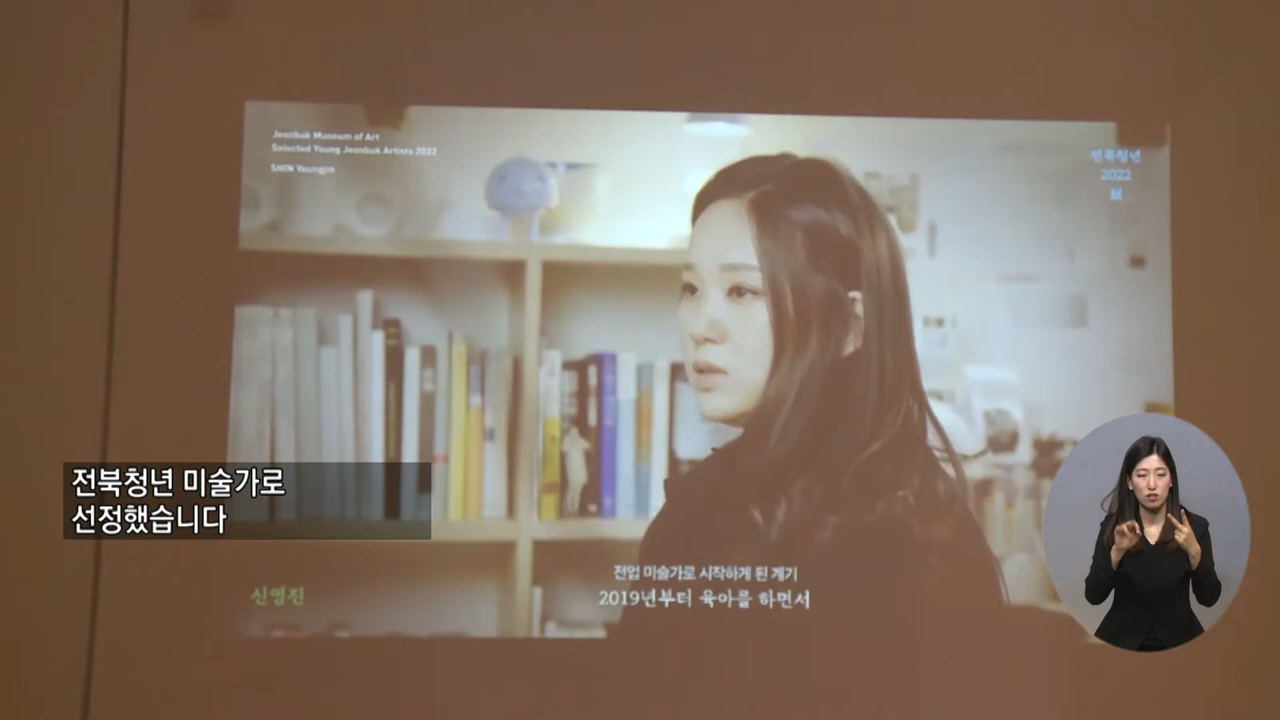 Jeonbuk Museum of Art
Selected Young Jeonbuk Artists 2022
SHIN Youngjin
전북청년
2022
展
전북청년 미술가로
선정했습니다
신영진
전업 미술가로 시작하게 된 계기
2019년부터 육아를 하면서